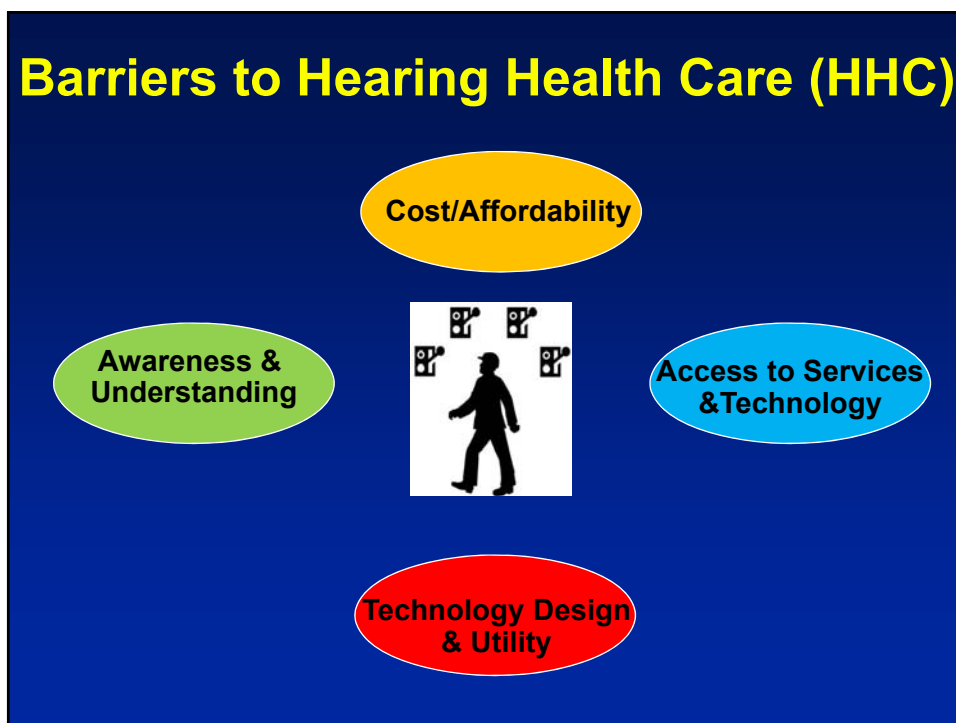 Barriers to Hearing Health Care (HHC)
Cost/Affordability
Awareness &
Understanding
Access to Services
&Technology
Technology Design
& Utility